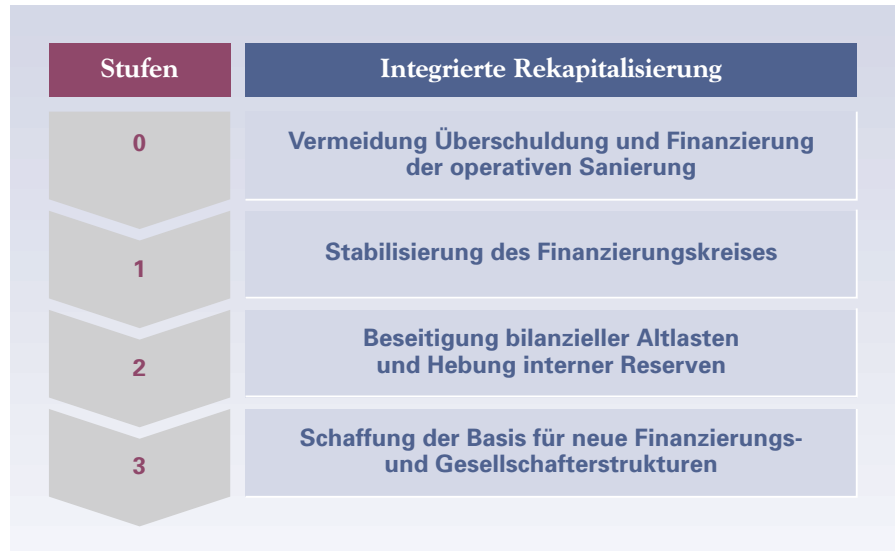 Stufen
Integrierte Rekapitalisierung
0
Vermeidung Überschuldung und Finanzierung
der operativen Sanierung
1
Stabilisierung des Finanzierungskreises
2
Beseitigung bilanzieller Altlasten
und Hebung interner Reserven
3
Schaffung der Basis für neue Finanzierungs-
und Gesellschafterstrukturen